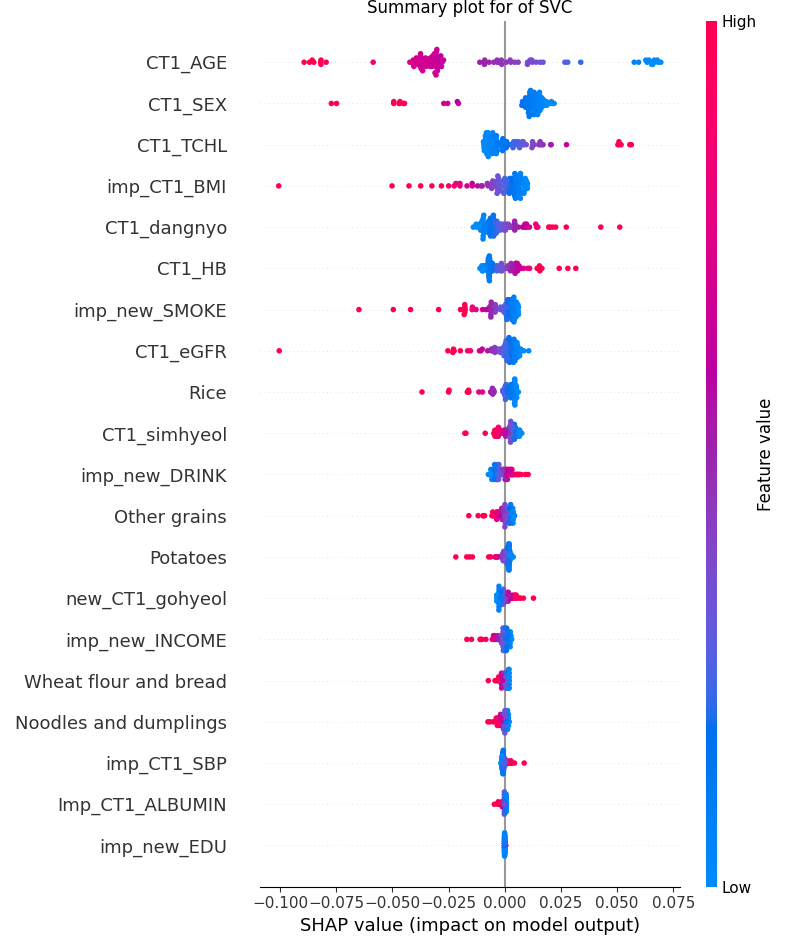 Summary plot for of SVC
High
CT1_AGE
CT1_SEX
CT1_TCHL
imp_CT1_BMI
CT1_dangnyo
CT1_HB
imp_new_SMOKE
CT1_eGFR
Rice
CT1_simhyeol
imp_new_DRINK
Other grains
Potatoes
new_CT1_gohyeol
imp_new_INCOME
Wheat flour and bread
Noodles and dumplings
imp_CT1_SBP
Imp_CT1_ALBUMIN
imp_new_EDU
Feature value
Low
−0.100 −0.075 −0.050 −0.025 0.000 0.025 0.050 0.075
SHAP value (impact on model output)